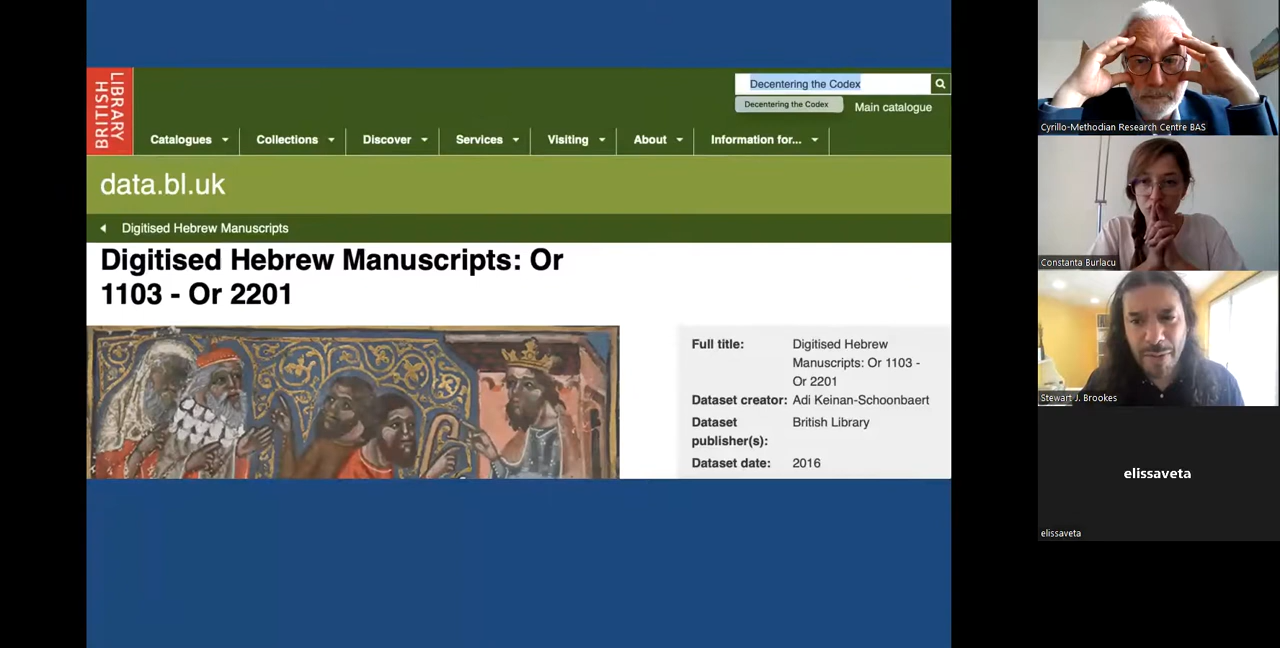 BRITISH
LIBRARY
Decentering the Codex
Decentering the Codex
Main catalogue
Catalogues
Collections
Discover
Services
Visiting
About
Information for...
data.bl.uk
Digitised Hebrew Manuscripts
Digitised Hebrew Manuscripts: Or
1103 - Or 2201
Full title: Digitised Hebrew
Manuscripts: Or 1103 -
Or 2201
Dataset creator: Adi Keinan-Schoonbaert
Dataset British Library
publisher(s):
Dataset date: 2016
Cyrillo-Methodian Research Centre BAS
Constanta Burlacu
Stewart J. Brookes
elissaveta
elissaveta